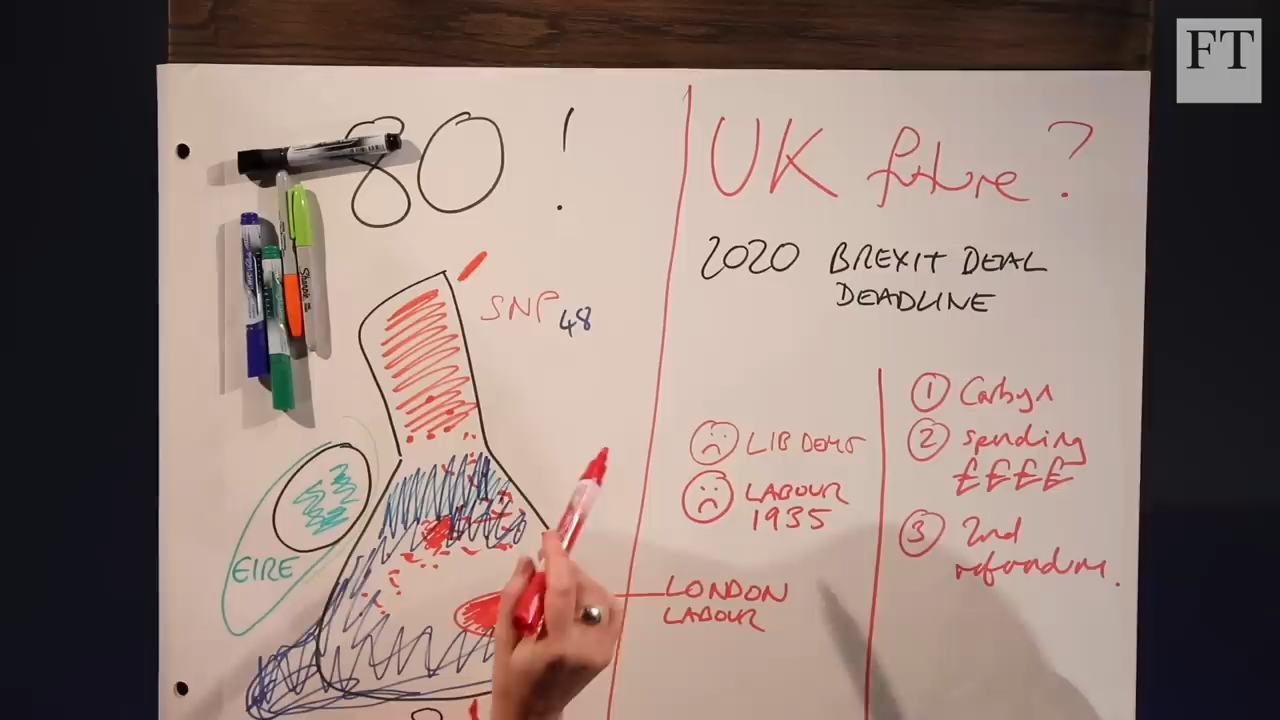 FT
80!
UK future?
2020 BREXIT DEAL
DEADLINE
SNP 48
EIRE
LIB DEMS
LABOUR
1935
LONDON
LABOUR
① Corbyn
② spending
££££
③ 2nd
referendum.
Sharpie